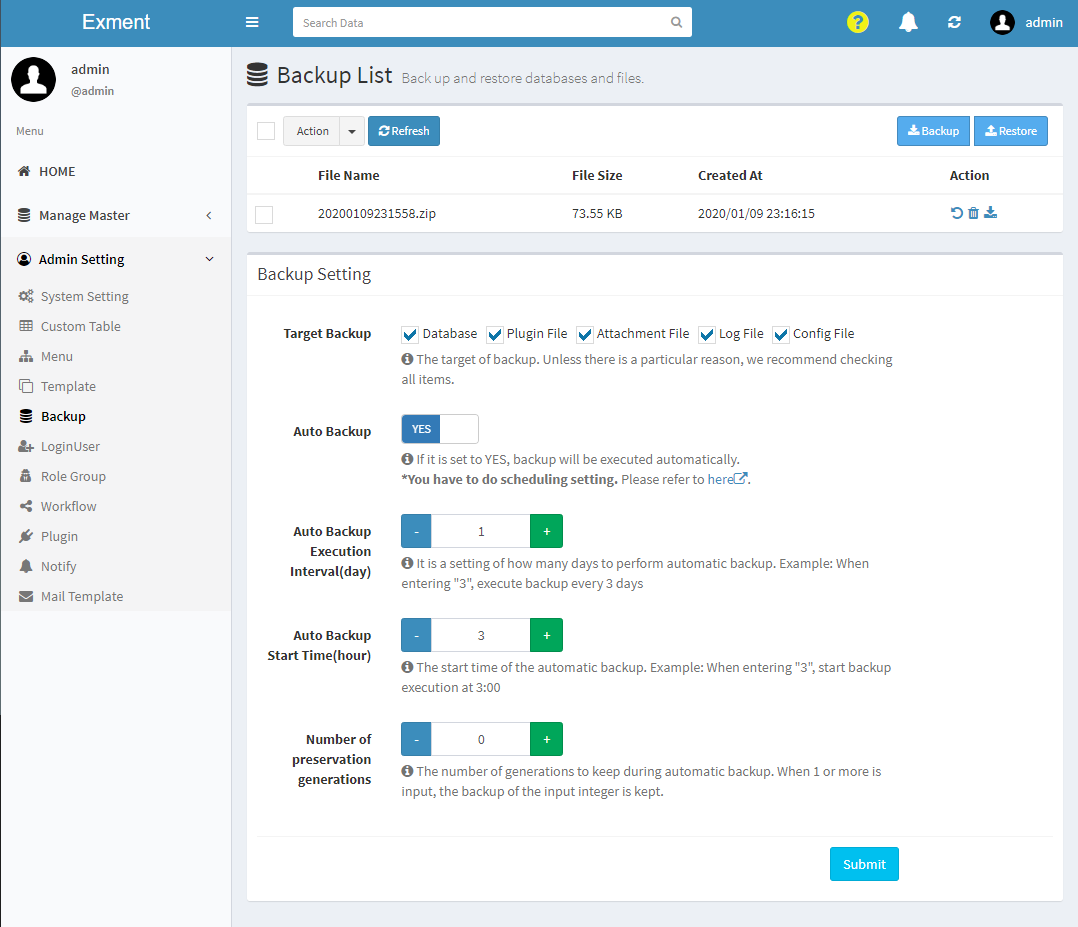 Exment
Search Data
?
admin
admin
@admin
Menu
HOME
Manage Master
Admin Setting
System Setting
Custom Table
Menu
Template
Backup
LoginUser
Role Group
Workflow
Plugin
Notify
Mail Template
Backup List Back up and restore databases and files.
Action Refresh Backup Restore
File Name File Size Created At Action
20200109231558.zip 73.55 KB 2020/01/09 23:16:15
Backup Setting
Target Backup Database Plugin File Attachment File Log File Config File
The target of backup. Unless there is a particular reason, we recommend checking
all items.
Auto Backup YES
If it is set to YES, backup will be executed automatically.
*You have to do scheduling setting. Please refer to here.
Auto Backup
Execution
Interval(day)
- 1 +
It is a setting of how many days to perform automatic backup. Example: When
entering "3", execute backup every 3 days
Auto Backup
Start Time(hour)
- 3 +
The start time of the automatic backup. Example: When entering "3", start backup
execution at 3:00
Number of
preservation
generations
- 0 +
The number of generations to keep during automatic backup. When 1 or more is
input, the backup of the input integer is kept.
Submit